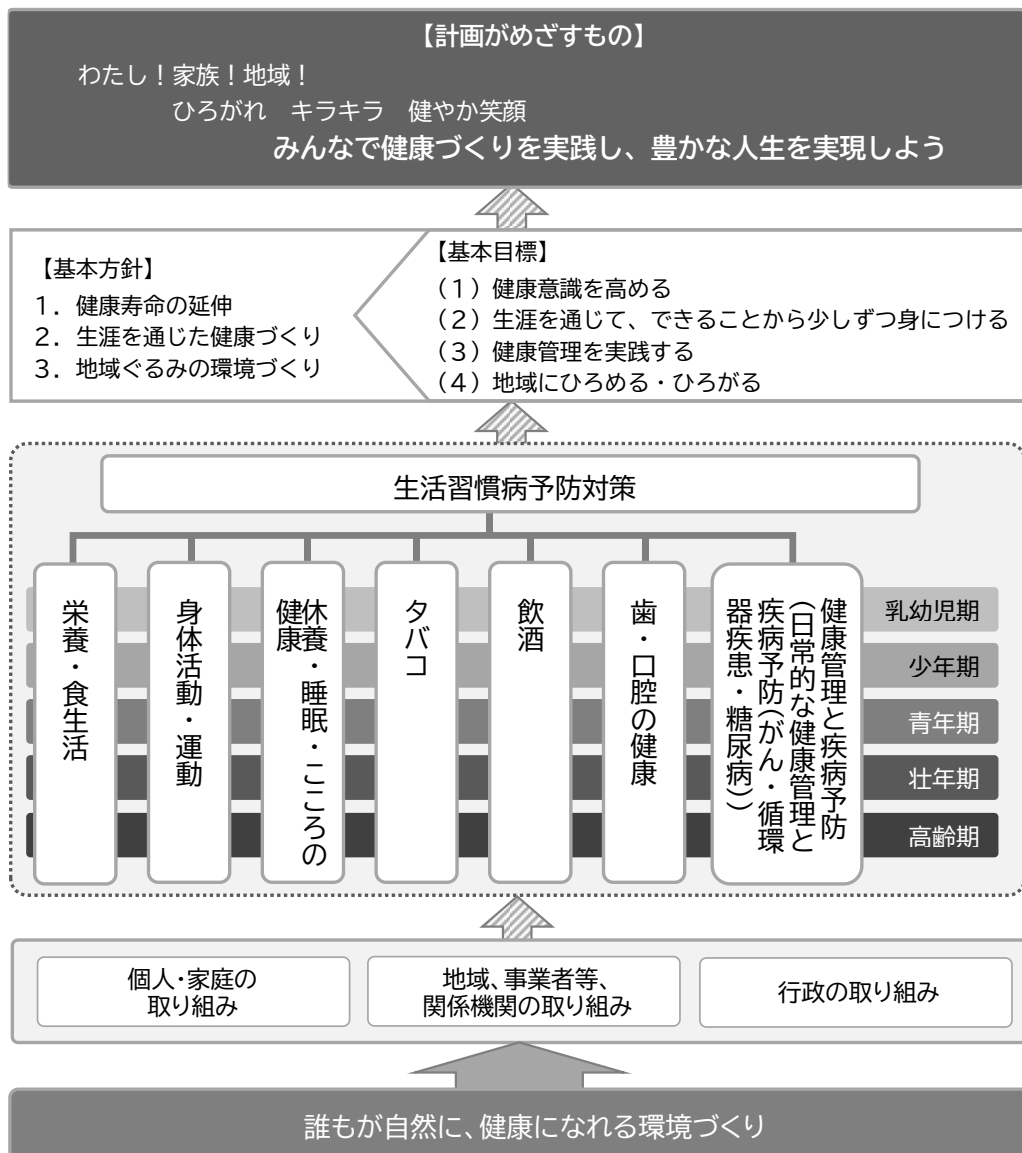 【計画がめざすもの】
わたし！家族！地域！
ひろがれ　キラキラ　健やか笑顔
みんなで健康づくりを実践し、豊かな人生を実現しよう
【基本方針】
1．健康寿命の延伸
2．生涯を通じた健康づくり
3．地域ぐるみの環境づくり
【基本目標】
（1）健康意識を高める
（2）生涯を通じて、できることから少しずつ身につける
（3）健康管理を実践する
（4）地域にひろめる・ひろがる
生活習慣病予防対策
栄養・食生活
身体活動・運動
休養・睡眠・こころの
健康
タバコ
飲酒
歯・口腔の健康
健康管理と疾病予防
(日常的な健康管理と
疾病予防(がん・循環
器疾患・糖尿病))
乳幼児期
少年期
青年期
壮年期
高齢期
個人・家庭の
取り組み
地域、事業者等、
関係機関の取り組み
行政の取り組み
誰もが自然に、健康になれる環境づくり